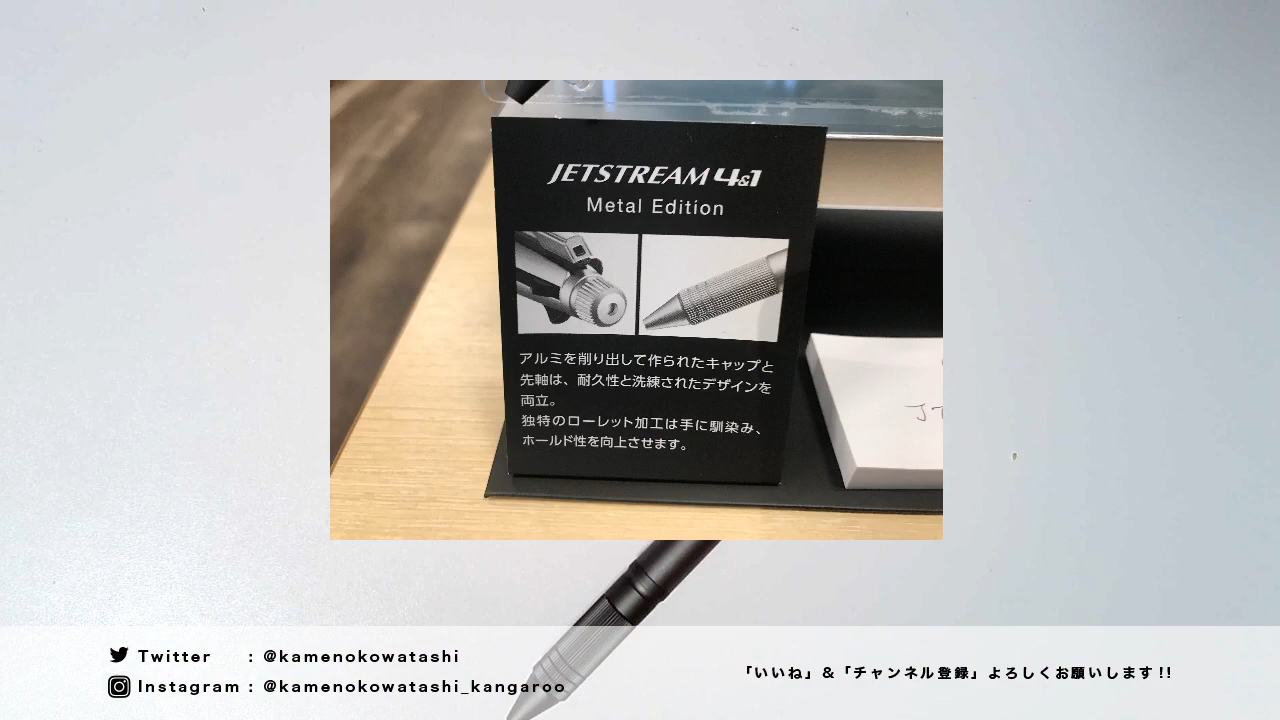 JETSTREAM 4&1
Metal Edition
アルミを削り出して作られたキャップと
先軸は、耐久性と洗練されたデザインを
両立。
独特のローレット加工は手に馴染み、
ホールド性を向上させます。
Twitter : @kamenokowatashi
Instagram : @kamenokowatashi_kangaroo
「いいね」&「チャンネル登録」よろしくお願いします!!